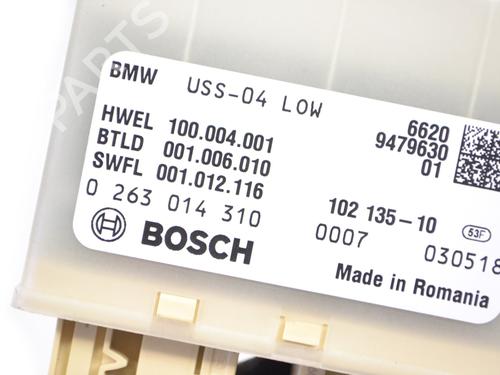 BMW USS-04 LOW
HWEL 100.004.001 6620
BTLD 001.006.010 9479630
SWFL 001.012.116 01
0 263 014 310 102 135-10 53F
BOSCH 0007 030518
Made in Romania
B PARTS